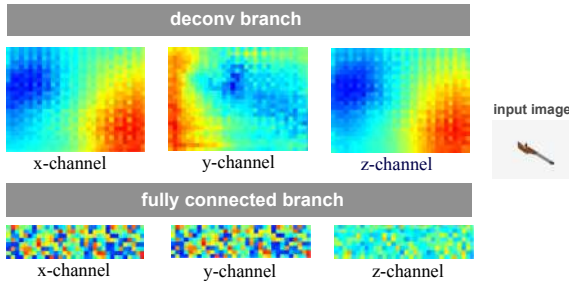 deconv branch
x-channel
y-channel
z-channel
input image
fully connected branch
x-channel
y-channel
z-channel